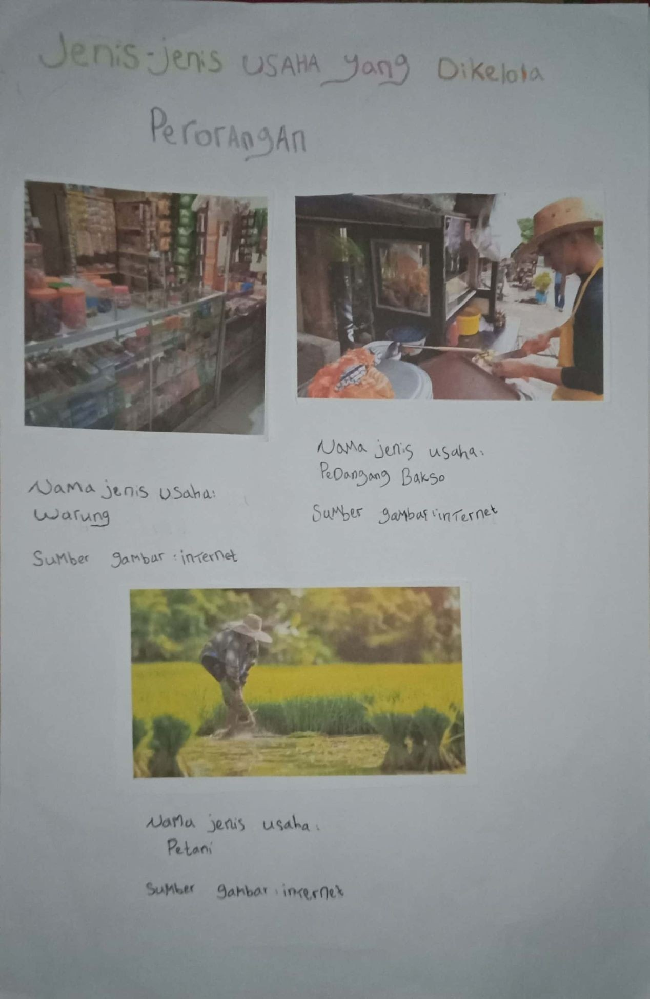 Jenis-jenis USAHA yang Dikelola
PerorAngAn
Nama jenis usaha:
Warung
Sumber gambar : internet
Nama jenis usaha:
PeDangang Bakso
Sumber gambar : internet
Nama jenis usaha:
Petani
Sumber gambar : internet